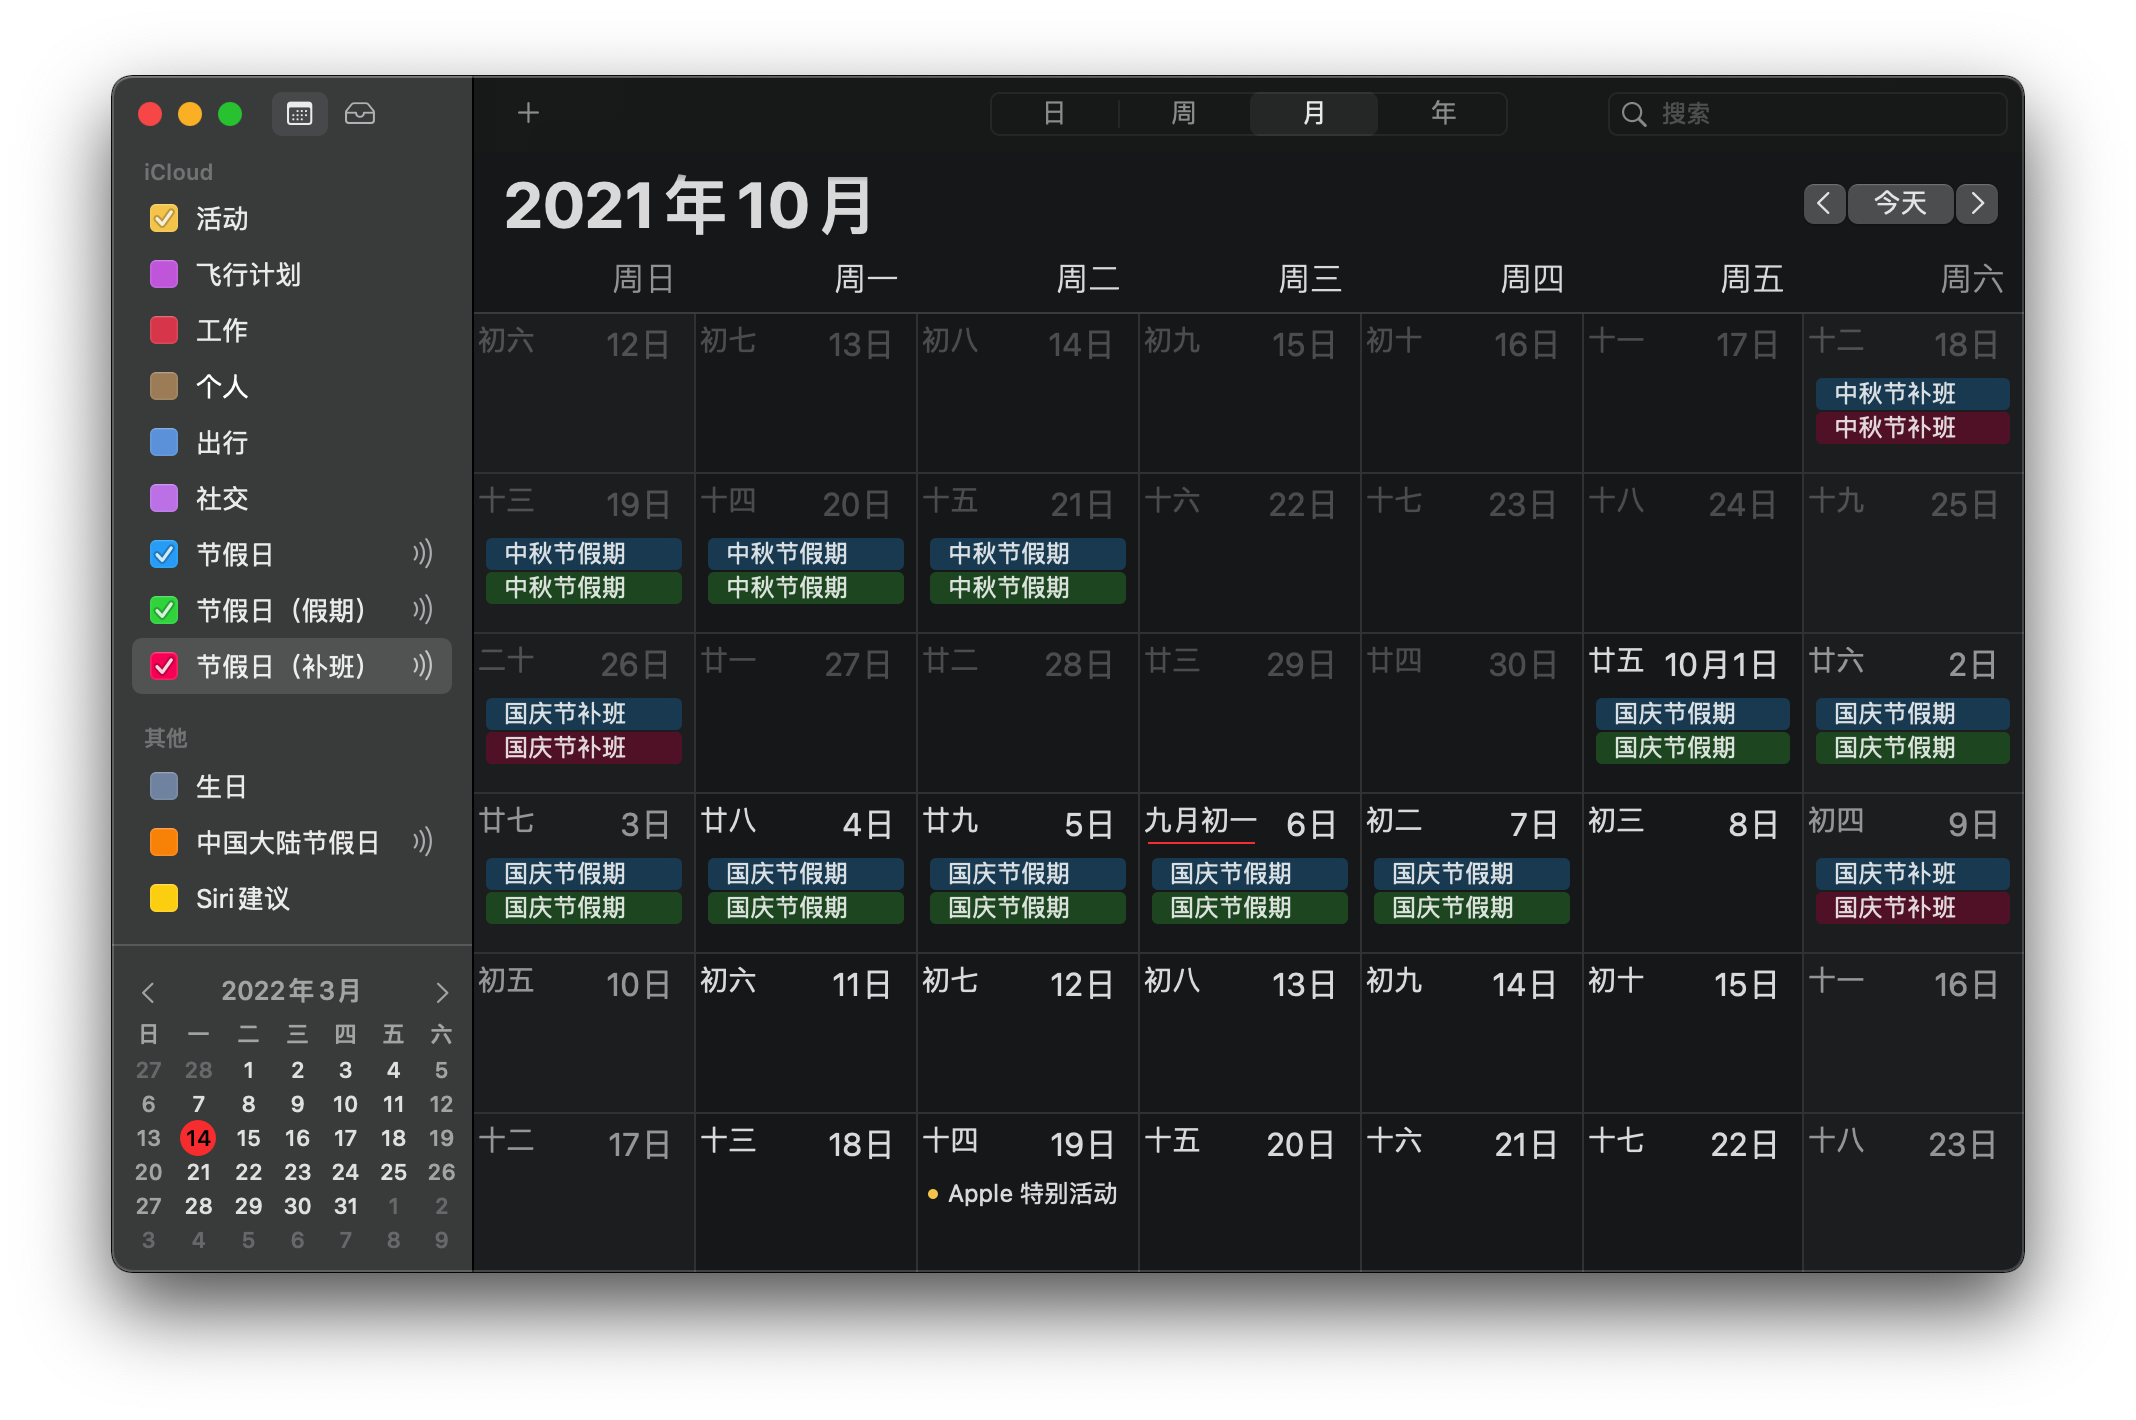 iCloud
活动
飞行计划
工作
个人
出行
社交
节假日
节假日（假期）
节假日（补班）
其他
生日
中国大陆节假日
Siri 建议
2022年3月
日 一 二 三 四 五 六
27 28 1 2 3 4 5
6 7 8 9 10 11 12
13 14 15 16 17 18 19
20 21 22 23 24 25 26
27 28 29 30 31 1 2
3 4 5 6 7 8 9
日 周 月 年 搜索
2021年10月 今天
周日 周一 周二 周三 周四 周五 周六
初六 12日 初七 13日 初八 14日 初九 15日 初十 16日 十一 17日 十二 18日
中秋节补班
中秋节补班
十三 19日 十四 20日 十五 21日 十六 22日 十七 23日 十八 24日 十九 25日
中秋节假期 中秋节假期 中秋节假期
中秋节假期 中秋节假期 中秋节假期
二十 26日 廿一 27日 廿二 28日 廿三 29日 廿四 30日 廿五 10月1日 廿六 2日
国庆节补班 国庆节假期 国庆节假期
国庆节补班 国庆节假期 国庆节假期
廿七 3日 廿八 4日 廿九 5日 九月初一 6日 初二 7日 初三 8日 初四 9日
国庆节假期 国庆节假期 国庆节假期 国庆节假期 国庆节假期 国庆节补班
国庆节假期 国庆节假期 国庆节假期 国庆节假期 国庆节假期 国庆节补班
初五 10日 初六 11日 初七 12日 初八 13日 初九 14日 初十 15日 十一 16日
十二 17日 十三 18日 十四 19日 十五 20日 十六 21日 十七 22日 十八 23日
Apple 特别活动